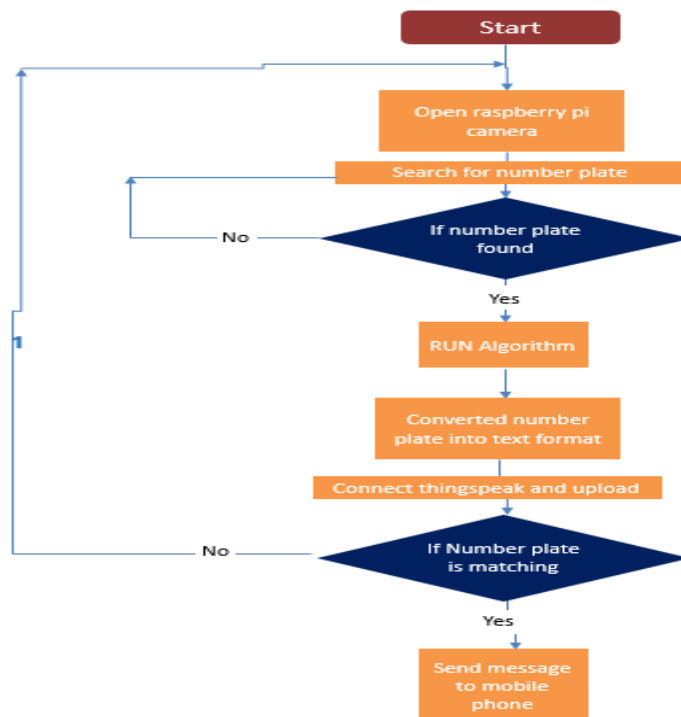 Start
Open raspberry pi
camera
Search for number plate
If number plate
found
No
Yes
1
RUN Algorithm
Converted number
plate into text format
Connect thingspeak and upload
If Number plate
is matching
No
Yes
Send message
to mobile
phone